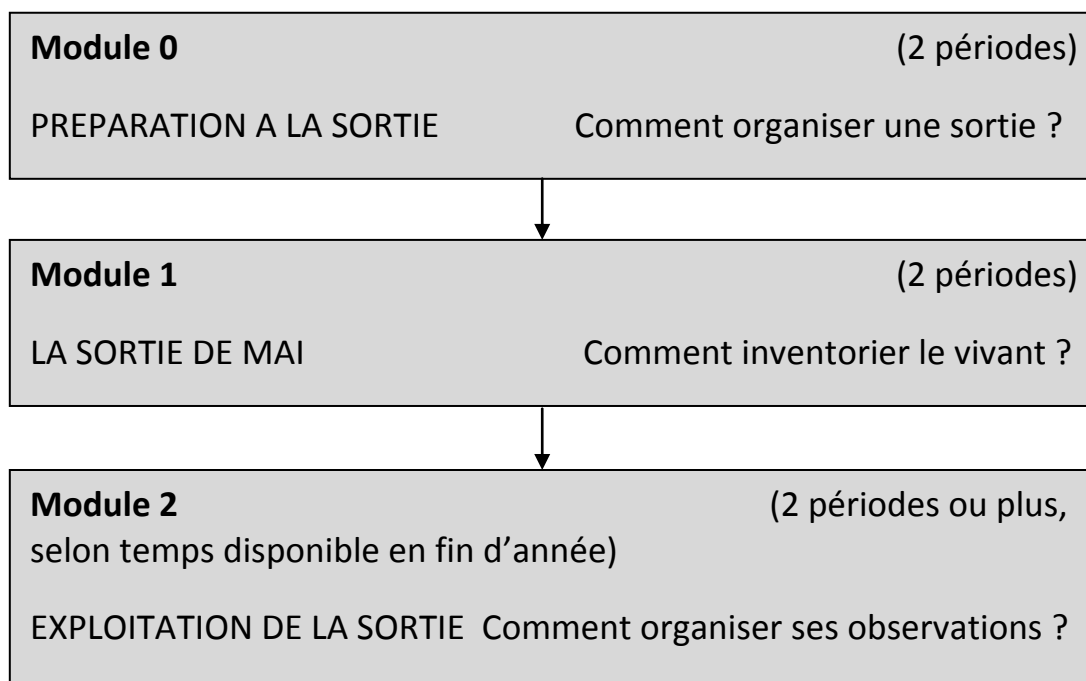 Module 0 (2 périodes)
PREPARATION A LA SORTIE Comment organiser une sortie ?
Module 1 (2 périodes)
LA SORTIE DE MAI Comment inventorier le vivant ?
Module 2 (2 périodes ou plus,
selon temps disponible en fin d’année)
EXPLOITATION DE LA SORTIE Comment organiser ses observations ?